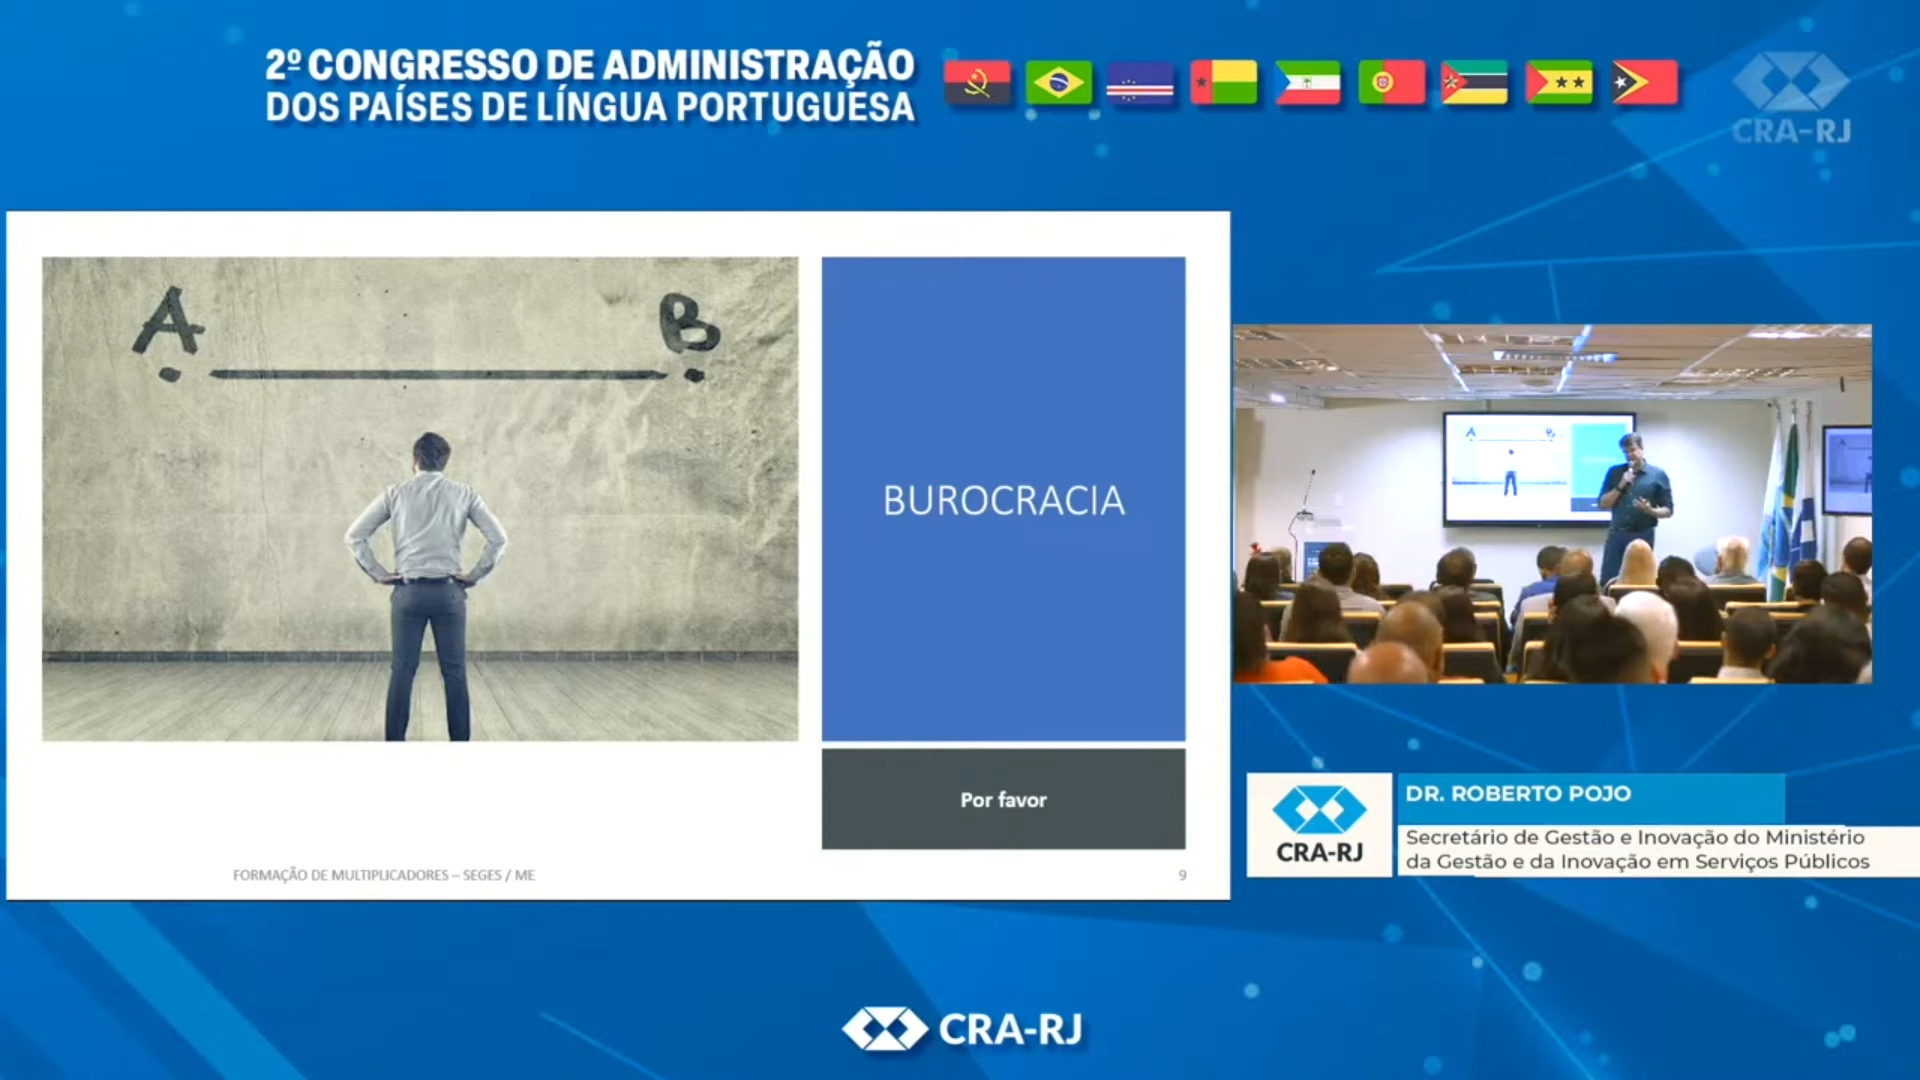 2º CONGRESSO DE ADMINISTRAÇÃO
DOS PAÍSES DE LÍNGUA PORTUGUESA
CRA-RJ
A
B
BUROCRACIA
Por favor
FORMAÇÃO DE MULTIPLICADORES – SEGES / ME
9
A
B
CRA-RJ
DR. ROBERTO POJO
Secretário de Gestão e Inovação do Ministério
da Gestão e da Inovação em Serviços Públicos
CRA-RJ